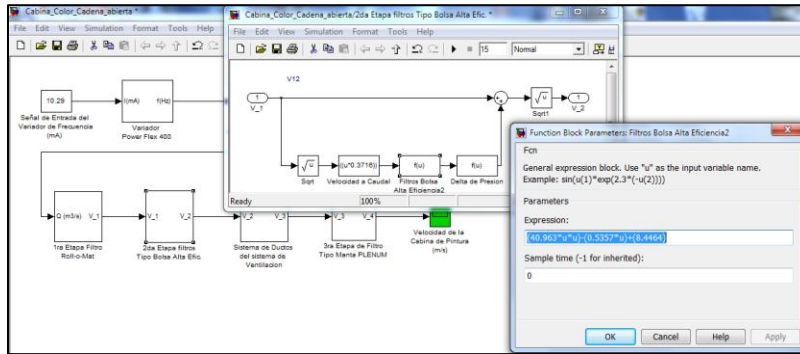 Cabina_Color_Cadena_abierta *
File Edit View Simulation Format Tools Help
10.29
Señal de Entrada del
Variador de Frecuencia
(mA)
I(mA) f(Hz)
Variador
Power Flex 400
Q (m3/s) V_1
1ra Etapa Filtro
Roll-o-Mat
V_1 V_2
2da Etapa filtros
Tipo Bolsa Alta Efic.
V_2 V_3
Sistema de Ductos
del sistema de
Ventilacion
V_3 V_4
3ra Etapa de Filtro
Tipo Manta PLENUM
Velocidad de la
Cabina de Pintura
(m/s)
Cabina_Color_Cadena_abierta/2da Etapa filtros Tipo Bolsa Alta Efic. *
File Edit View Simulation Format Tools Help
15 Normal
V12
1
V_1
√u
Sqrt
((u*0.3716))
Velocidad a Caudal
f(u)
Filtros Bolsa
Alta Eficiencia2
f(u)
Delta de Presion
√u
Sqrt1
1
V_2
Ready 100%
Function Block Parameters: Filtros Bolsa Alta Eficiencia2
Fcn
General expression block. Use "u" as the input variable name.
Example: sin(u(1)*exp(2.3*(-u(2))))
Parameters
Expression:
(40.963*u*u)-(0.5357*u)+(8.4464)
Sample time (-1 for inherited):
0
OK Cancel Help Apply